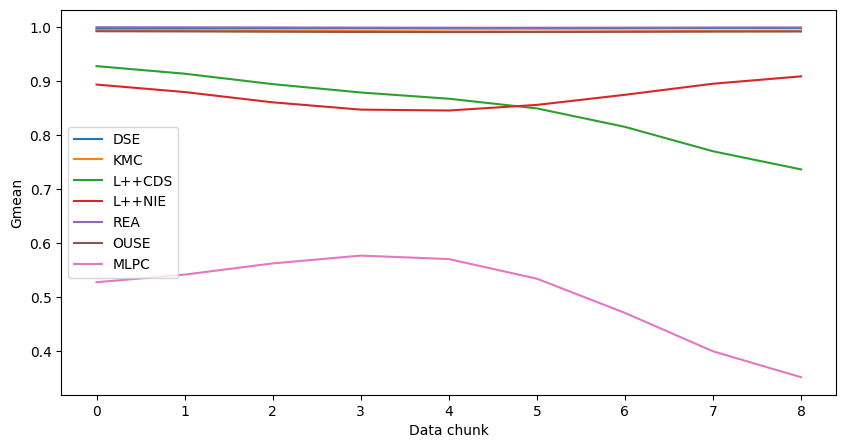 1.0
0.9
0.8
0.7
0.6
0.5
0.4
Gmean
DSE
KMC
L++CDS
L++NIE
REA
OUSE
MLPC
0 1 2 3 4 5 6 7 8
Data chunk